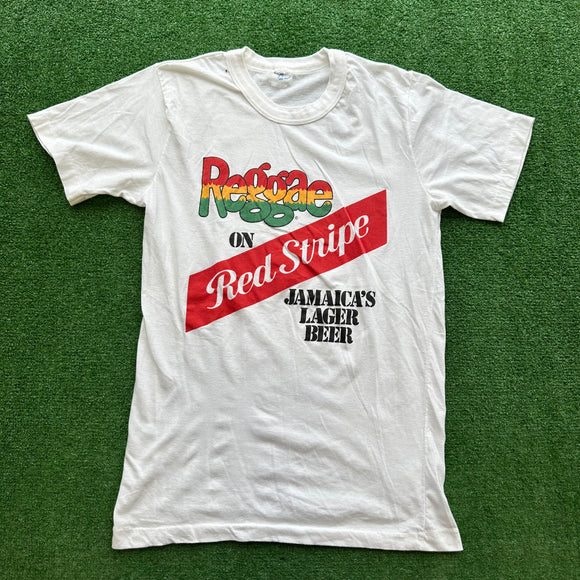 Reggae
ON
Red Stripe
JAMAICA'S
LAGER
BEER